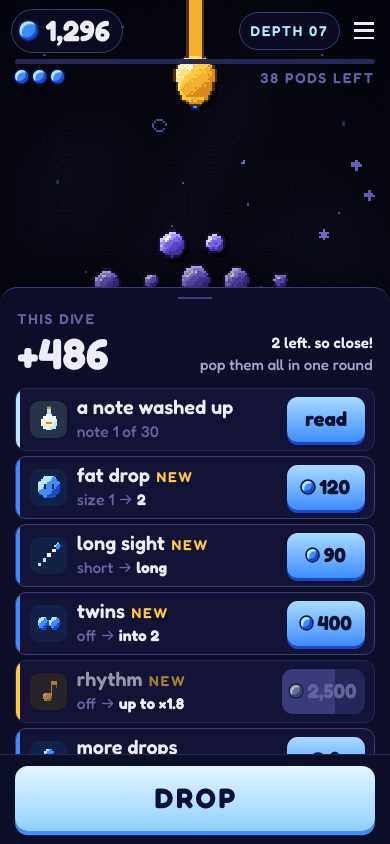 1,296
DEPTH 07
38 PODS LEFT
THIS DIVE
+486
2 left. so close!
pop them all in one round
a note washed up
note 1 of 30
read
fat drop NEW
size 1 → 2
120
long sight NEW
short → long
90
twins NEW
off → into 2
400
rhythm NEW
off → up to ×1.8
2,500
more drops
DROP